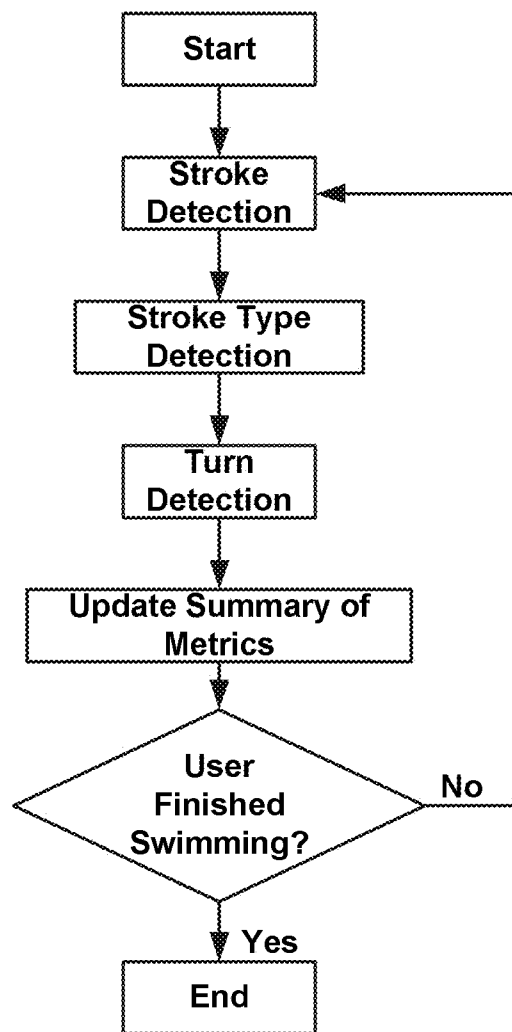 Start
Stroke
Detection
Stroke Type
Detection
Turn
Detection
Update Summary of
Metrics
User
Finished
Swimming?
No
Yes
End